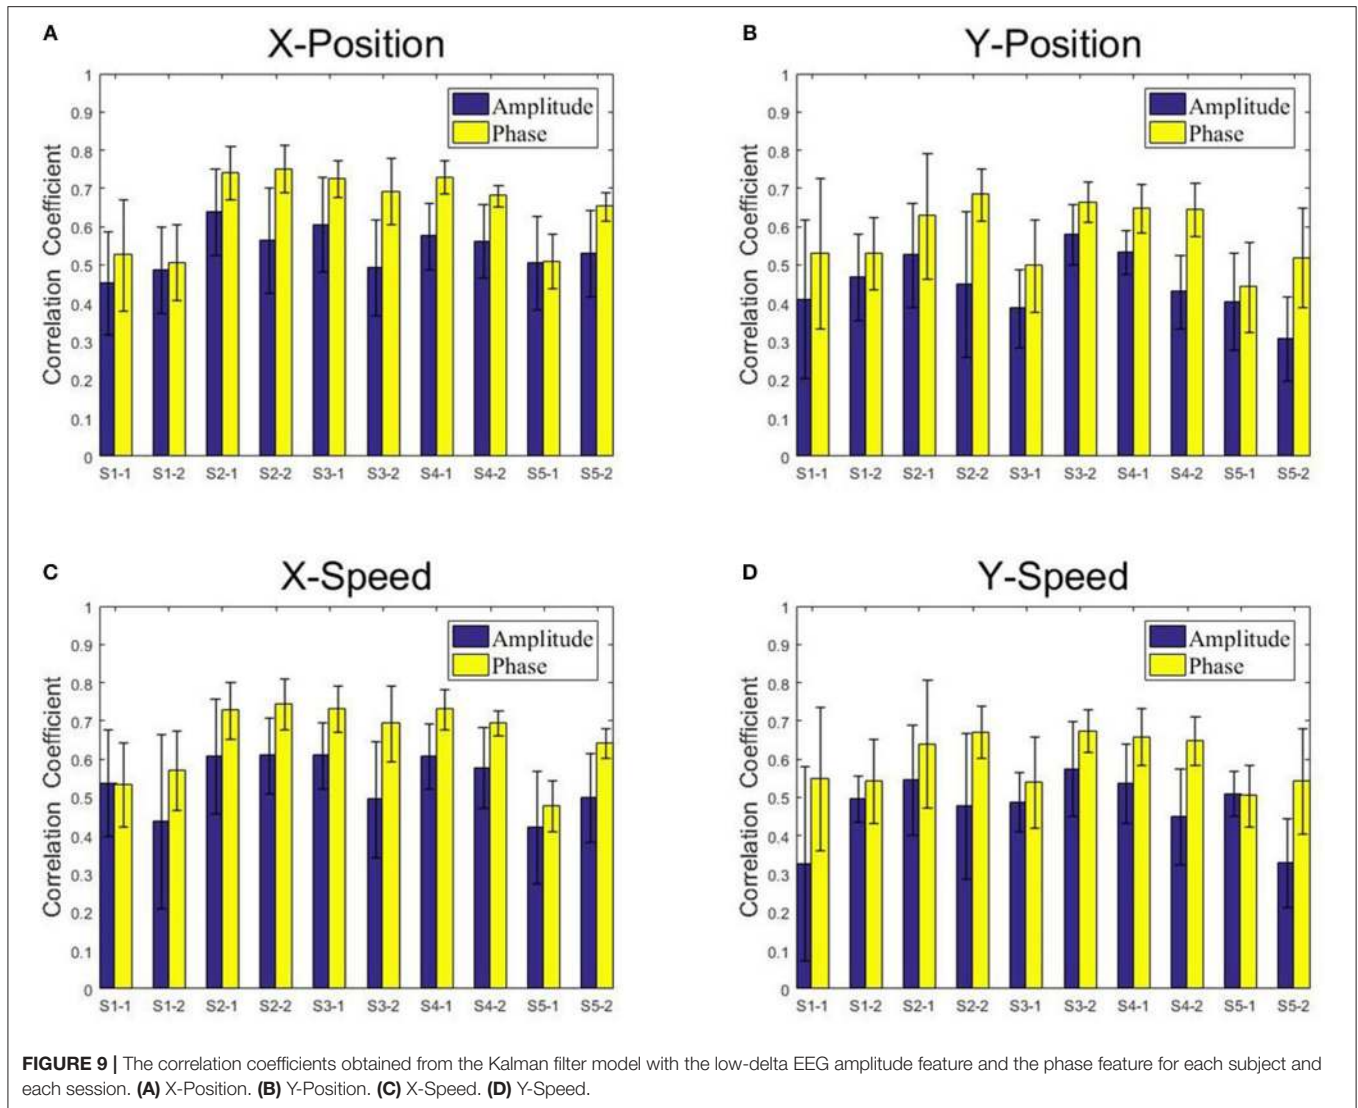 A
X-Position
Correlation Coefficient
1
0.9
0.8
0.7
0.6
0.5
0.4
0.3
0.2
0.1
0
Amplitude
Phase
S1-1 S1-2 S2-1 S2-2 S3-1 S3-2 S4-1 S4-2 S5-1 S5-2
B
Y-Position
Correlation Coefficient
1
0.9
0.8
0.7
0.6
0.5
0.4
0.3
0.2
0.1
0
Amplitude
Phase
S1-1 S1-2 S2-1 S2-2 S3-1 S3-2 S4-1 S4-2 S5-1 S5-2
C
X-Speed
Correlation Coefficient
1
0.9
0.8
0.7
0.6
0.5
0.4
0.3
0.2
0.1
0
Amplitude
Phase
S1-1 S1-2 S2-1 S2-2 S3-1 S3-2 S4-1 S4-2 S5-1 S5-2
D
Y-Speed
Correlation Coefficient
1
0.9
0.8
0.7
0.6
0.5
0.4
0.3
0.2
0.1
0
Amplitude
Phase
S1-1 S1-2 S2-1 S2-2 S3-1 S3-2 S4-1 S4-2 S5-1 S5-2
FIGURE 9 | The correlation coefficients obtained from the Kalman filter model with the low-delta EEG amplitude feature and the phase feature for each subject and
each session. (A) X-Position. (B) Y-Position. (C) X-Speed. (D) Y-Speed.